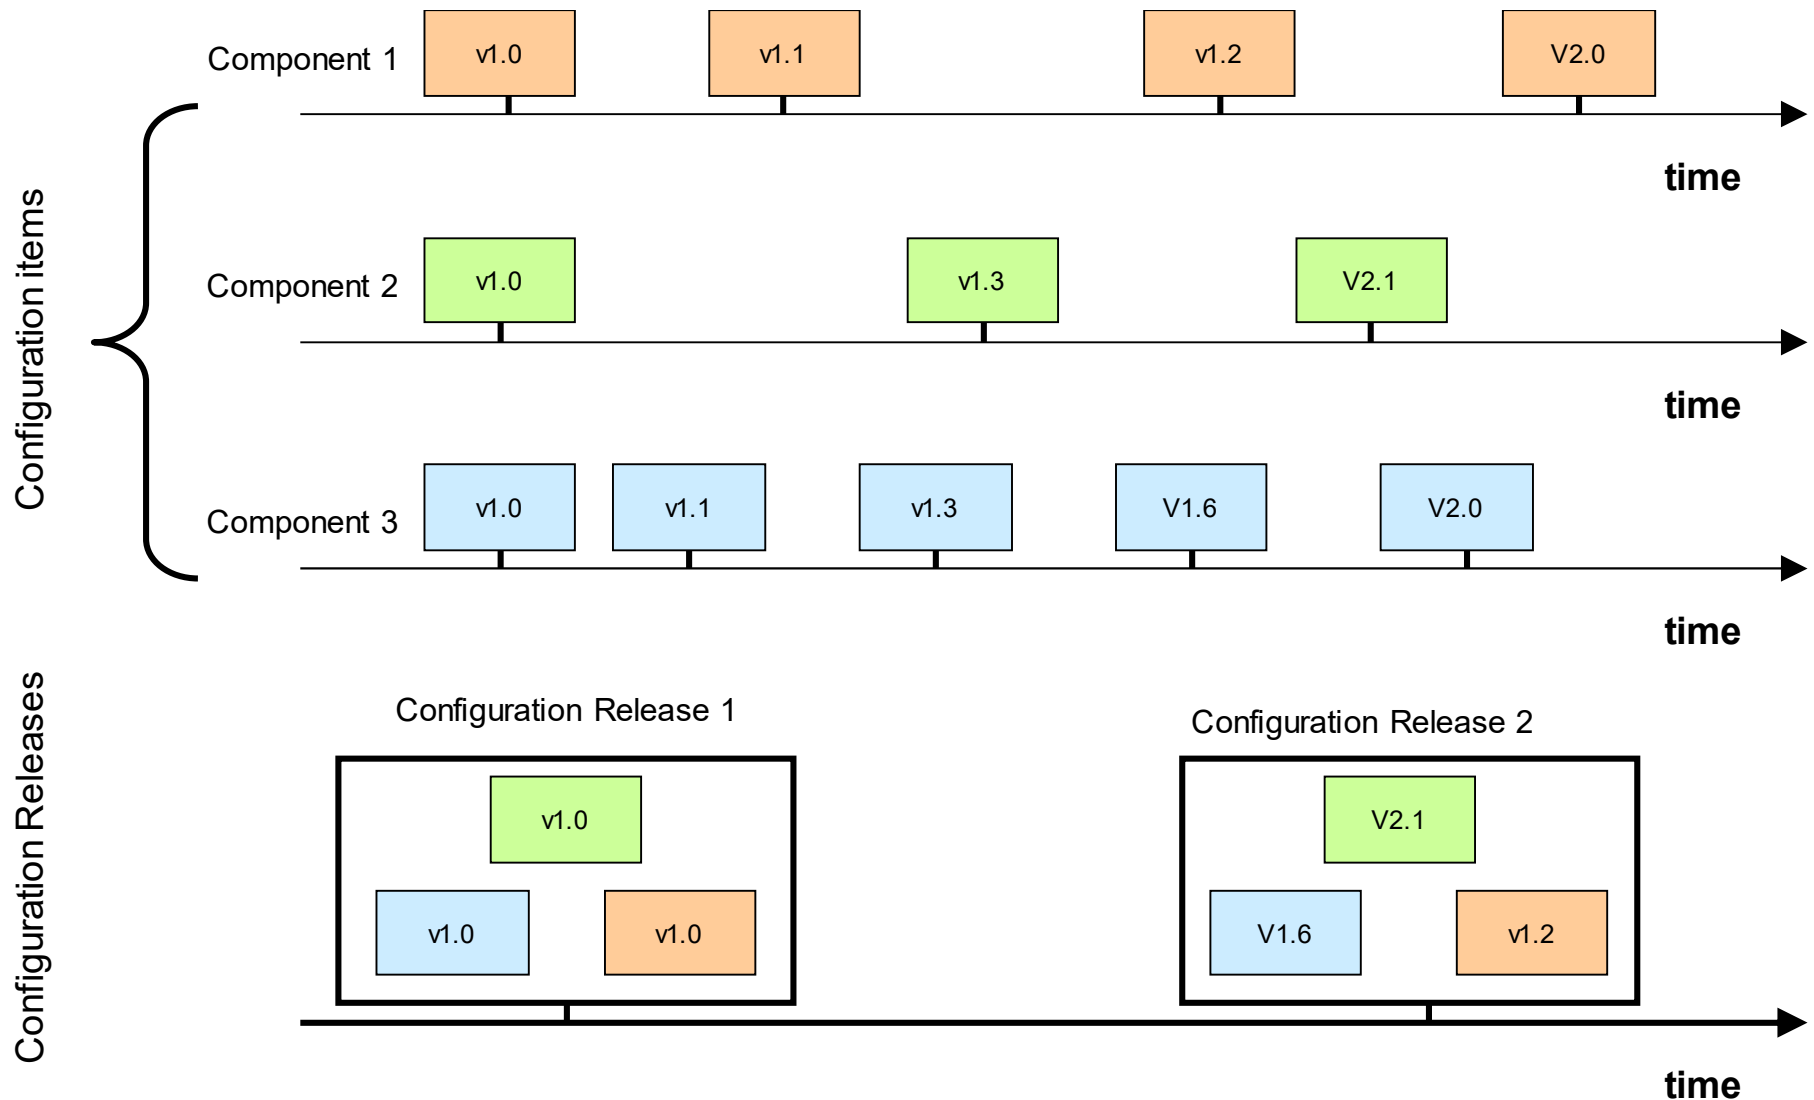 Component 1
v1.0
v1.1
v1.2
V2.0
time
Configuration items
Component 2
v1.0
v1.3
V2.1
time
Component 3
v1.0
v1.1
v1.3
V1.6
V2.0
time
Configuration Releases
Configuration Release 1
v1.0
v1.0
v1.0
Configuration Release 2
V2.1
V1.6
v1.2
time